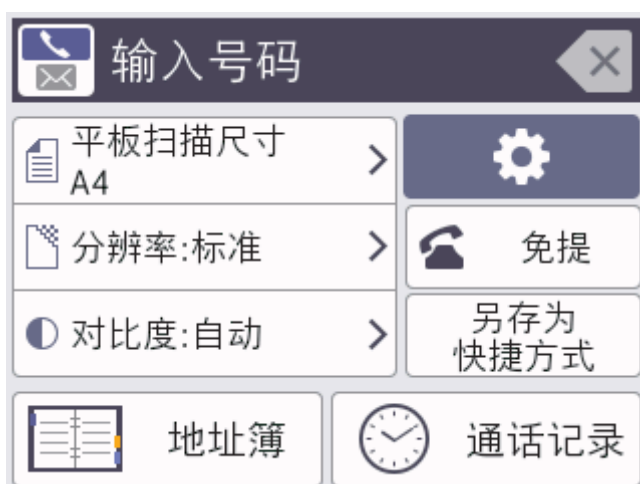 输入号码
平板扫描尺寸
A4
分辨率:标准
免提
对比度:自动
另存为
快捷方式
地址簿
通话记录